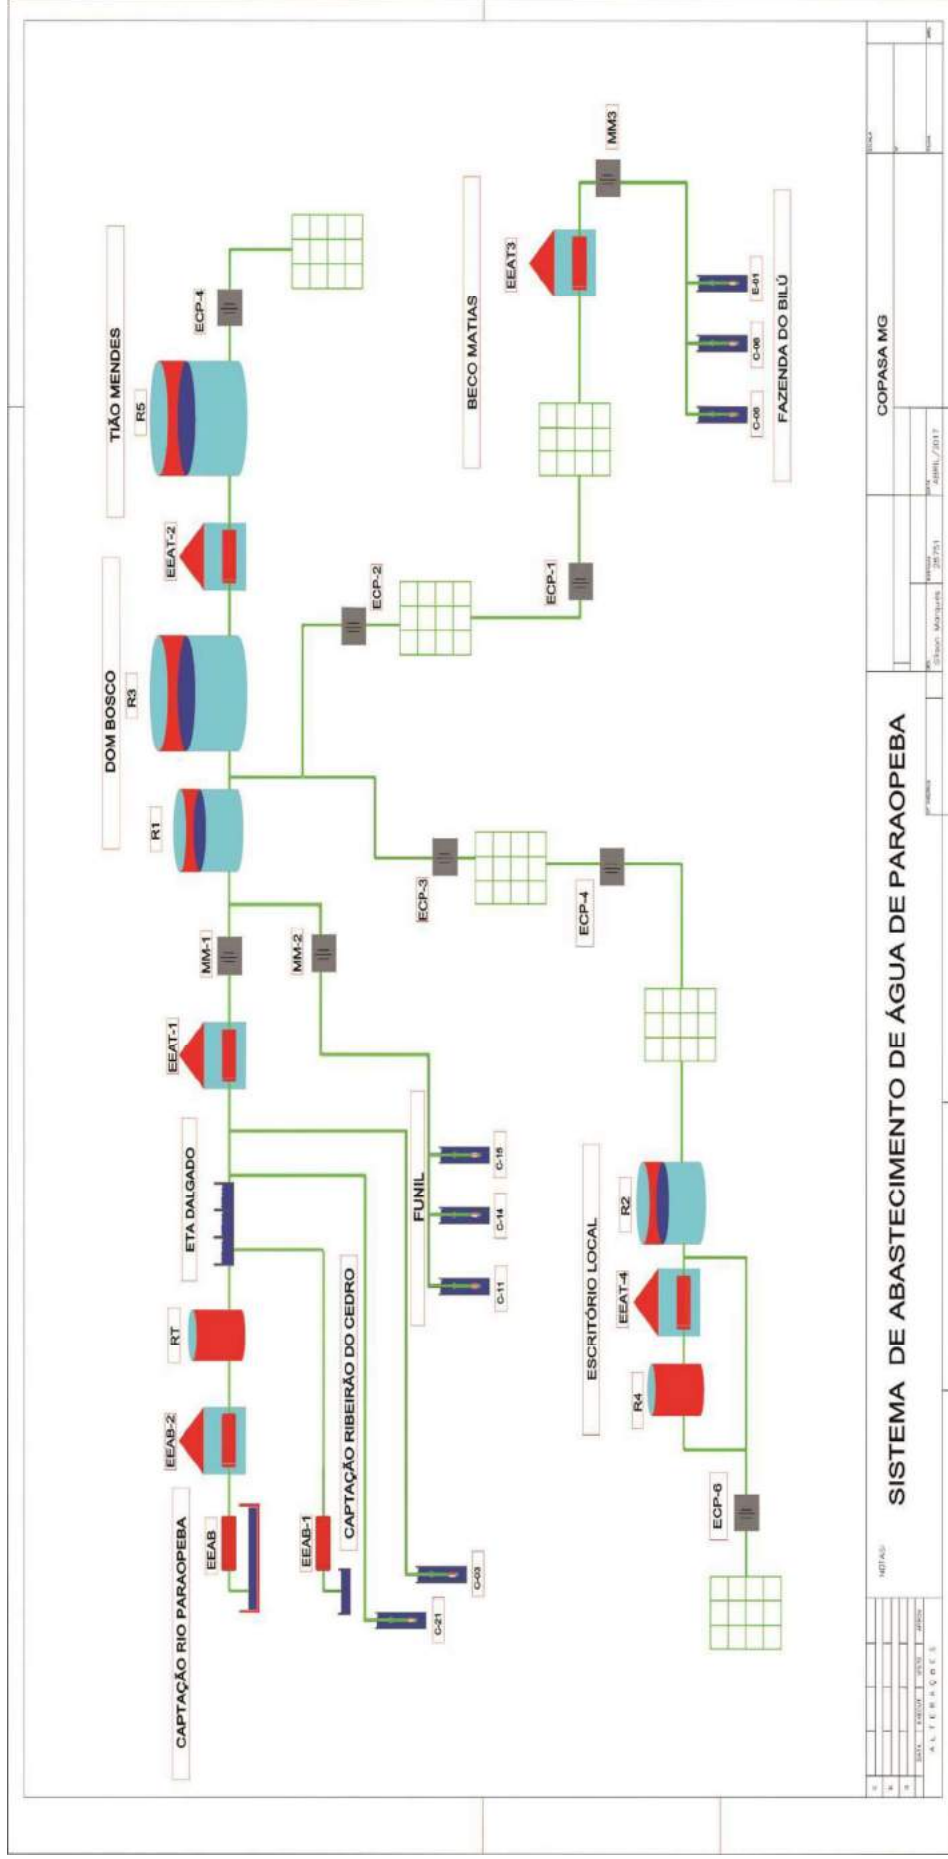 TIÃO MENDES
R5
ECP-4
EEAT-2
DOM BOSCO
R3
R1
MM-1
MM-2
EEAT-1
ETA DALGADO
RT
EEAB-2
CAPTAÇÃO RIO PARAOPEBA
EEAB
EEAB-1
CAPTAÇÃO RIBEIRÃO DO CEDRO
C-21
C-03
FUNIL
C-11
C-14
C-15
ECP-2
ECP-1
BECO MATIAS
EEAT3
MM3
C-06
E-01
FAZENDA DO BILÚ
ECP-3
ECP-4
ESCRITÓRIO LOCAL
R2
EEAT-4
R4
ECP-6
NOTAS:
SISTEMA DE ABASTECIMENTO DE ÁGUA DE PARAOPEBA
COPASA MG
28751
ABRIL/2017
DATA
ALTERAÇÕES